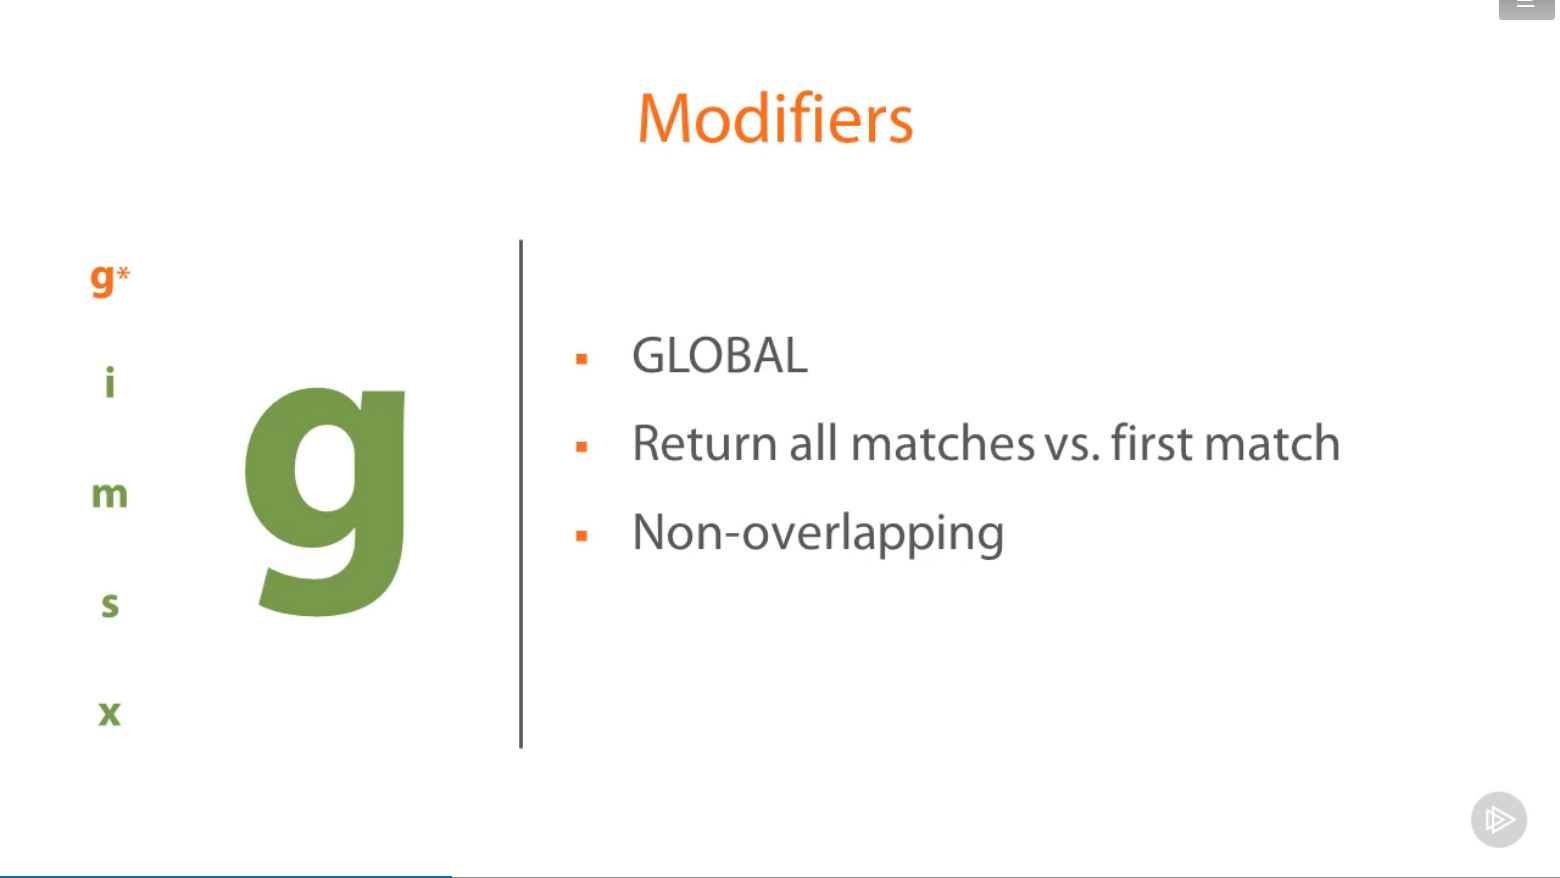 Modifiers
g*
i
m
s
x
g
GLOBAL
Return all matches vs. first match
Non-overlapping